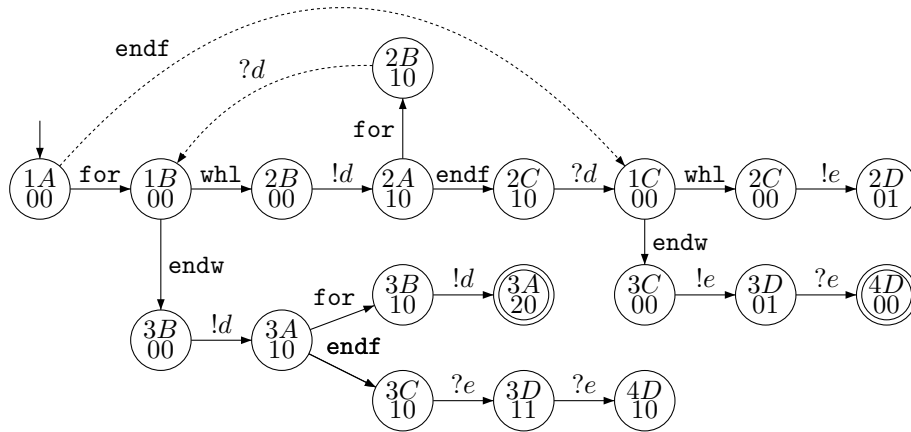 endf
?d
2B
10
for
1A
00
for
1B
00
whl
2B
00
!d
2A
10
endf
2C
10
?d
1C
00
whl
2C
00
!e
2D
01
endw
endw
3B
00
!d
3A
10
for
3B
10
!d
3A
20
3C
00
!e
3D
01
?e
4D
00
endf
3C
10
?e
3D
11
?e
4D
10